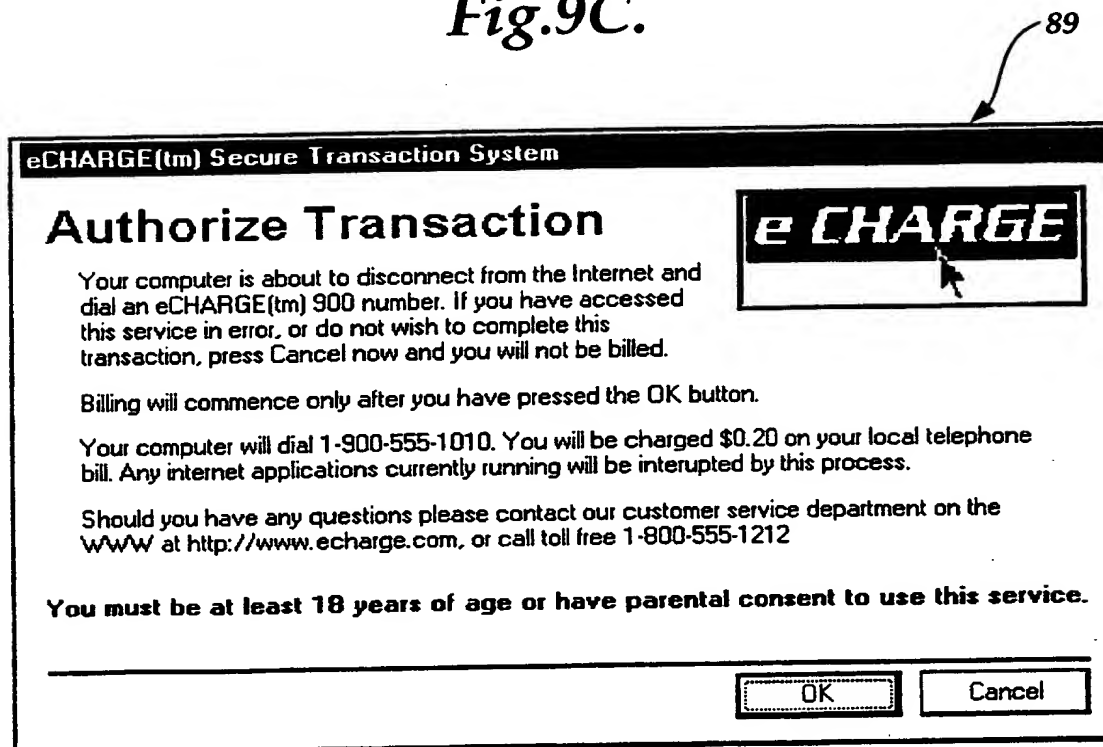 Fig.9C.
89
eCHARGE(tm) Secure Transaction System
Authorize Transaction
e CHARGE
Your computer is about to disconnect from the Internet and
dial an eCHARGE(tm) 900 number. If you have accessed
this service in error, or do not wish to complete this
transaction, press Cancel now and you will not be billed.
Billing will commence only after you have pressed the OK button.
Your computer will dial 1-900-555-1010. You will be charged $0.20 on your local telephone
bill. Any internet applications currently running will be interupted by this process.
Should you have any questions please contact our customer service department on the
WWW at http://www.echarge.com, or call toll free 1-800-555-1212
You must be at least 18 years of age or have parental consent to use this service.
OK
Cancel